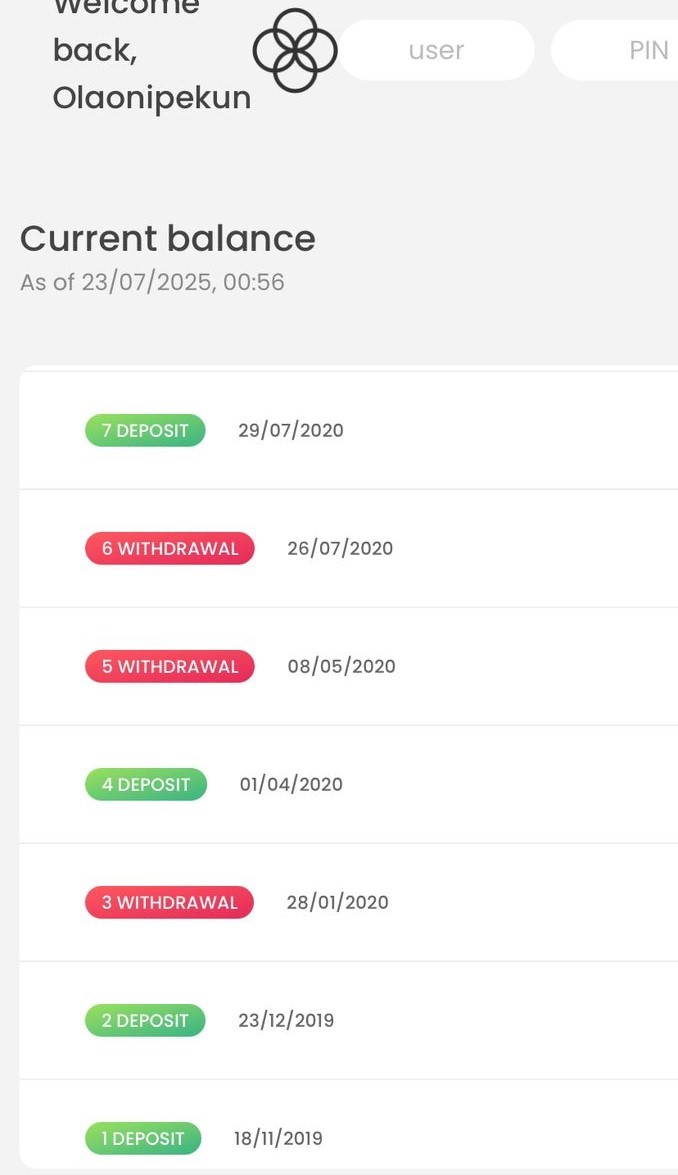 Welcome
back,
Olaonipekun
user
PIN
Current balance
As of 23/07/2025, 00:56
7 DEPOSIT 29/07/2020
6 WITHDRAWAL 26/07/2020
5 WITHDRAWAL 08/05/2020
4 DEPOSIT 01/04/2020
3 WITHDRAWAL 28/01/2020
2 DEPOSIT 23/12/2019
1 DEPOSIT 18/11/2019